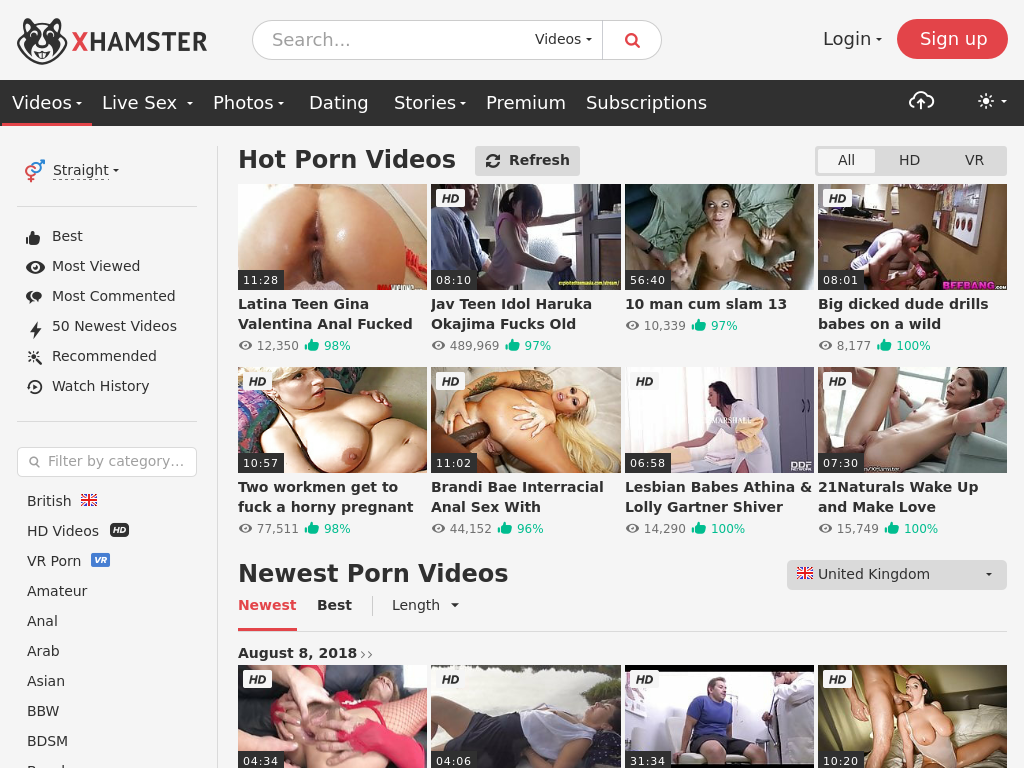 XHAMSTER
Search...
Videos
Login
Sign up
Videos
Live Sex
Photos
Dating
Stories
Premium
Subscriptions
Straight
Best
Most Viewed
Most Commented
50 Newest Videos
Recommended
Watch History
Filter by category...
British
HD Videos HD
VR Porn VR
Amateur
Anal
Arab
Asian
BBW
BDSM
Hot Porn Videos
Refresh
All
HD
VR
11:28
Latina Teen Gina
Valentina Anal Fucked
12,350 98%
HD
08:10
Jav Teen Idol Haruka
Okajima Fucks Old
489,969 97%
56:40
10 man cum slam 13
10,339 97%
HD
BEFBANG.COM
08:01
Big dicked dude drills
babes on a wild
8,177 100%
HD
10:57
Two workmen get to
fuck a horny pregnant
77,511 98%
HD
11:02
Brandi Bae Interracial
Anal Sex With
44,152 96%
HD
MARSHALL
DDF
06:58
Lesbian Babes Athina &
Lolly Gartner Shiver
14,290 100%
HD
07:30
21Naturals Wake Up
and Make Love
15,749 100%
Newest Porn Videos
United Kingdom
Newest
Best
Length
August 8, 2018
HD
04:34
HD
04:06
HD
31:34
HD
10:20